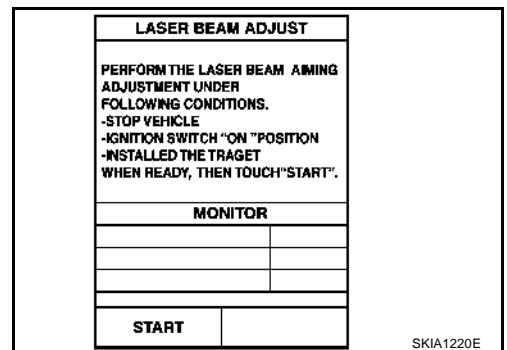 LASER BEAM ADJUST
PERFORM THE LASER BEAM AIMING
ADJUSTMENT UNDER
FOLLOWING CONDITIONS.
-STOP VEHICLE
-IGNITION SWITCH "ON "POSITION
-INSTALLED THE TRAGET
WHEN READY, THEN TOUCH"START".
MONITOR
START
SKIA1220E